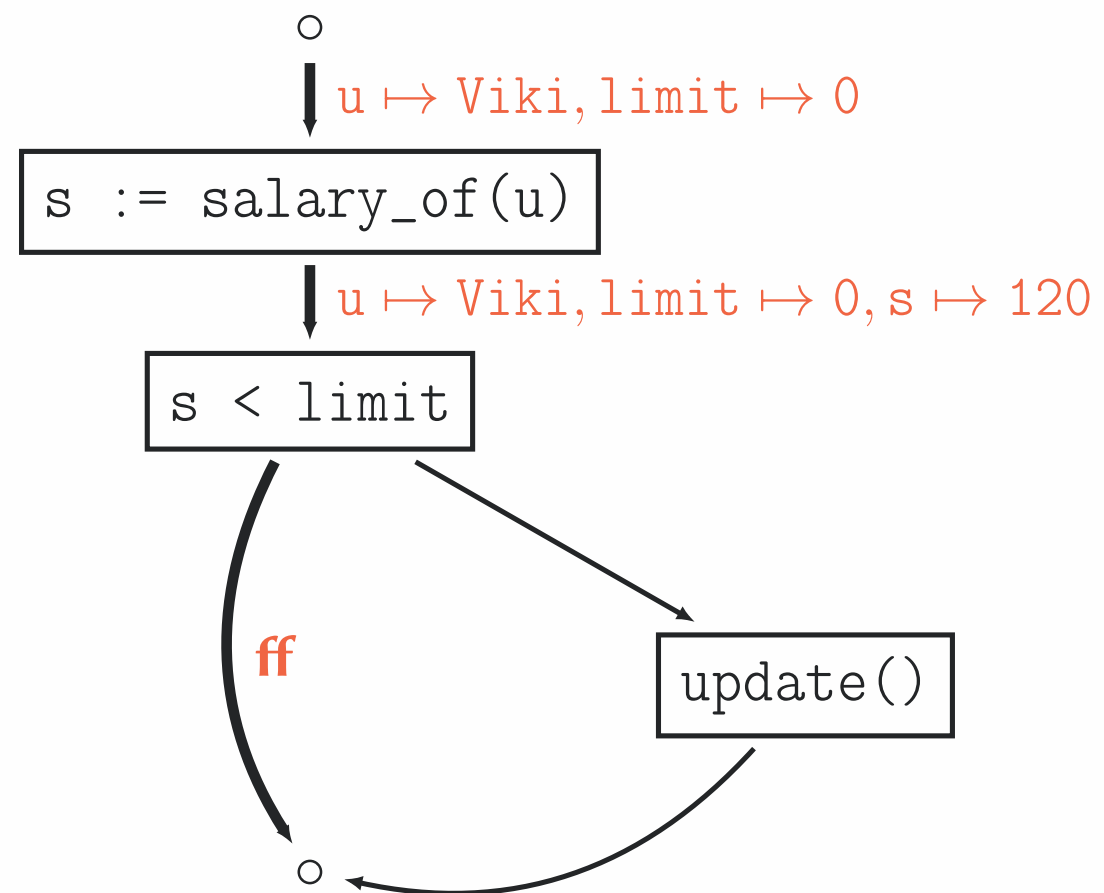 u ↦ Viki, limit ↦ 0
s := salary_of(u)
u ↦ Viki, limit ↦ 0, s ↦ 120
s < limit
ff
update()